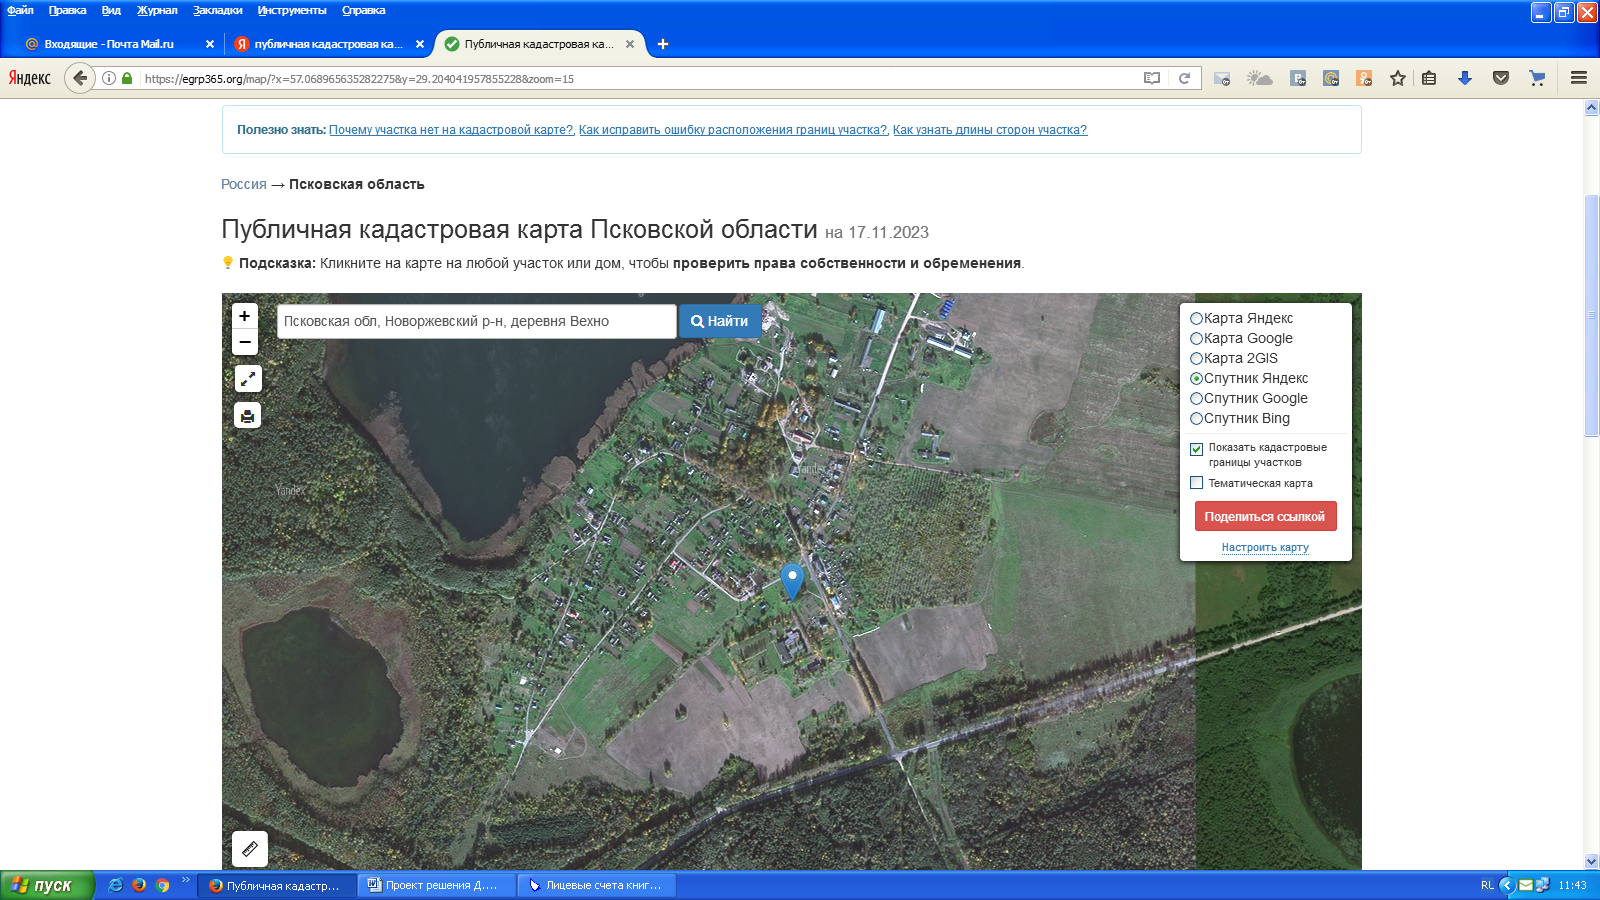 Файл Правка Вид Журнал Закладки Инструменты Справка
Входящие - Почта Mail.ru
публичная кадастровая ка...
Публичная кадастровая ка...
Яндекс
https://egrp365.org/map/?x=57.068965635282275&y=29.204041957855228&zoom=15
Полезно знать: Почему участка нет на кадастровой карте?, Как исправить ошибку расположения границ участка?, Как узнать длины сторон участка?
Россия → Псковская область
Публичная кадастровая карта Псковской области на 17.11.2023
Подсказка: Кликните на карте на любой участок или дом, чтобы проверить права собственности и обременения.
+
−
Псковская обл, Новоржевский р-н, деревня Вехно
Найти
Карта Яндекс
Карта Google
Карта 2GIS
Спутник Яндекс
Спутник Google
Спутник Bing
Показать кадастровые
границы участков
Тематическая карта
Поделиться ссылкой
Настроить карту
Yandex
Yandex
пуск
Публичная кадастр...
Проект решения Д....
Лицевые счета книг...
RL
11:43